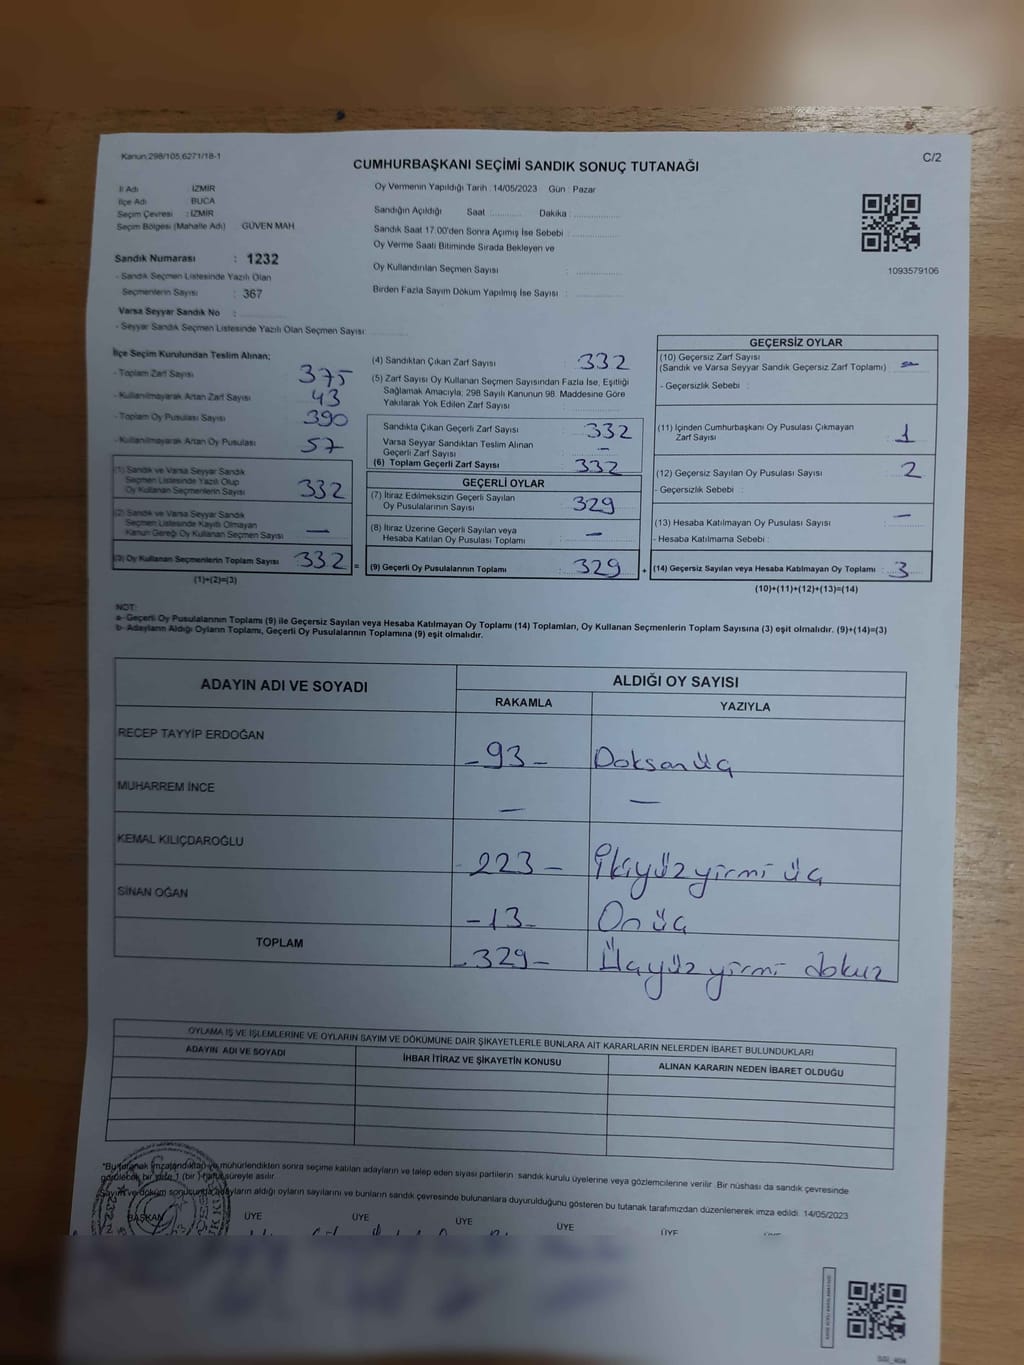 Kanun:298/105,6271/18-1
C/2
CUMHURBAŞKANI SEÇİMİ SANDIK SONUÇ TUTANAĞI
İl Adı İZMİR
İlçe Adı BUCA
Seçim Çevresi : İZMİR
Seçim Bölgesi (Mahalle Adı) GÜVEN MAH
Oy Vermenin Yapıldığı Tarih : 14/05/2023 Gün : Pazar
Sandığın Açıldığı Saat :........... Dakika :................
Sandık Saat 17.00'den Sonra Açımış İse Sebebi :................
Oy Verme Saati Bitiminde Sırada Bekleyen ve
Oy Kullandırılan Seçmen Sayısı :................
Birden Fazla Sayım Döküm Yapılmış İse Sayısı :................
1093579106
Sandık Numarası : 1232
- Sandık Seçmen Listesinde Yazılı Olan
Seçmenlerin Sayısı : 367
Varsa Seyyar Sandık No :
- Seyyar Sandık Seçmen Listesinde Yazılı Olan Seçmen Sayısı:
İlçe Seçim Kurulundan Teslim Alınan;
- Toplam Zarf Sayısı 375
- Kullanılmayarak Artan Zarf Sayısı 43
- Toplam Oy Pusulası Sayısı 390
- Kullanılmayarak Artan Oy Pusulası 57
(1) Sandık ve Varsa Seyyar Sandık
Seçmen Listesinde Yazılı Olup
Oy Kullanan Seçmenlerin Sayısı 332
(2) Sandık ve Varsa Seyyar Sandık
Seçmen Listesinde Kayıtlı Olmayan
Kanun Gereği Oy Kullanan Seçmen Sayısı —
(3) Oy Kullanan Seçmenlerin Toplam Sayısı 332 =
(1)+(2)=(3)
(4) Sandıktan Çıkan Zarf Sayısı : 332
(5) Zarf Sayısı Oy Kullanan Seçmen Sayısından Fazla İse, Eşitliği
Sağlamak Amacıyla; 298 Sayılı Kanunun 98. Maddesine Göre
Yakılarak Yok Edilen Zarf Sayısı :
Sandıkta Çıkan Geçerli Zarf Sayısı : 332
Varsa Seyyar Sandıktan Teslim Alınan
Geçerli Zarf Sayısı : —
(6) Toplam Geçerli Zarf Sayısı 332
GEÇERLİ OYLAR
(7) İtiraz Edilmeksizin Geçerli Sayılan
Oy Pusulalarının Sayısı : 329
(8) İtiraz Üzerine Geçerli Sayılan veya
Hesaba Katılan Oy Pusulası Toplamı : —
(9) Geçerli Oy Pusulalarının Toplamı : 329 +
GEÇERSİZ OYLAR
(10) Geçersiz Zarf Sayısı
(Sandık ve Varsa Seyyar Sandık Geçersiz Zarf Toplamı) : —
- Geçersizlik Sebebi :
(11) İçinden Cumhurbaşkanı Oy Pusulası Çıkmayan
Zarf Sayısı : 1
(12) Geçersiz Sayılan Oy Pusulası Sayısı : 2
- Geçersizlik Sebebi :
(13) Hesaba Katılmayan Oy Pusulası Sayısı : —
- Hesaba Katılmama Sebebi :
(14) Geçersiz Sayılan veya Hesaba Katılmayan Oy Toplamı : 3
(10)+(11)+(12)+(13)=(14)
NOT:
a- Geçerli Oy Pusulalarının Toplamı (9) ile Geçersiz Sayılan veya Hesaba Katılmayan Oy Toplamı (14) Toplamları, Oy Kullanan Seçmenlerin Toplam Sayısına (3) eşit olmalıdır. (9)+(14)=(3)
b- Adayların Aldığı Oyların Toplamı, Geçerli Oy Pusulalarının Toplamına (9) eşit olmalıdır.
ADAYIN ADI VE SOYADI ALDIĞI OY SAYISI
RAKAMLA YAZIYLA
RECEP TAYYİP ERDOĞAN -93- Doksanüç
MUHARREM İNCE — —
KEMAL KILIÇDAROĞLU -223- İkiyüzyirmi üç
SİNAN OĞAN -13- On üç
TOPLAM -329- Üçyüzyirmi dokuz
OYLAMA İŞ VE İŞLEMLERİNE VE OYLARIN SAYIM VE DÖKÜMÜNE DAİR ŞİKAYETLERLE BUNLARA AİT KARARLARIN NELERDEN İBARET BULUNDUKLARI
ADAYIN ADI VE SOYADI İHBAR İTİRAZ VE ŞİKAYETİN KONUSU ALINAN KARARIN NEDEN İBARET OLDUĞU
*Bu tutanak imzalandıktan ve mühürlendikten sonra seçime katılan adayların ve talep eden siyasi partilerin sandık kurulu üyelerine veya gözlemcilerine verilir. Bir nüshası da sandık çevresinde
görülecek bir yere 1 (bir) hafta süreyle asılır.
Sayım ve döküm sonucunda adayların aldığı oyların sayılarını ve bunların sandık çevresinde bulunanlara duyurulduğunu gösteren bu tutanak tarafımızdan düzenlenerek imza edildi. 14/05/2023
BAŞKAN ÜYE ÜYE ÜYE ÜYE ÜYE